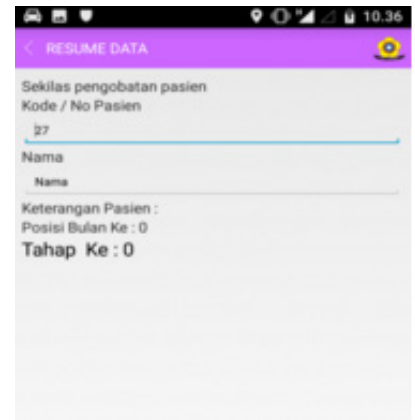 10.36
< RESUME DATA
Sekilas pengobatan pasien
Kode / No Pasien
27
Nama
Nama
Keterangan Pasien :
Posisi Bulan Ke : 0
Tahap Ke : 0